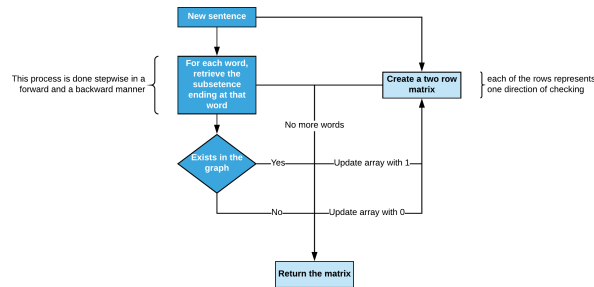 New sentence
For each word,
retrieve the
subsetence
ending at that
word
This process is done stepwise in a
forward and a backward manner
Create a two row
matrix
each of the rows represents
one direction of checking
No more words
Exists in the
graph
Yes
Update array with 1
No
Update array with 0
Return the matrix